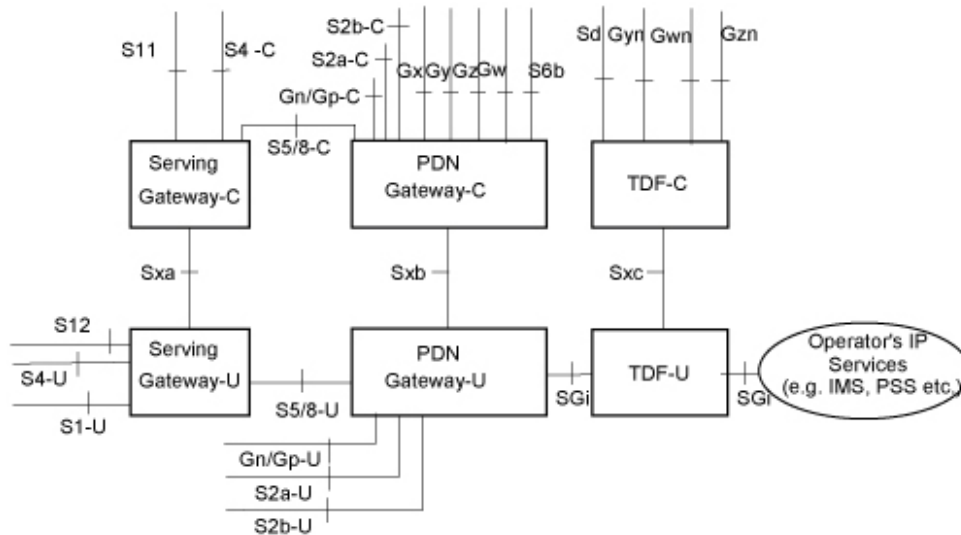 S2b-C
S11
S4 -C
S2a-C
Gx
Gy
Gz
Gw
S6b
Sd
Gyn
Gwn
Gzn
Gn/Gp-C
S5/8-C
Serving
Gateway-C
PDN
Gateway-C
TDF-C
Sxa
Sxb
Sxc
S12
S4-U
S1-U
Serving
Gateway-U
S5/8-U
PDN
Gateway-U
SGi
TDF-U
SGi
Operator's IP
Services
(e.g. IMS, PSS etc.)
Gn/Gp-U
S2a-U
S2b-U